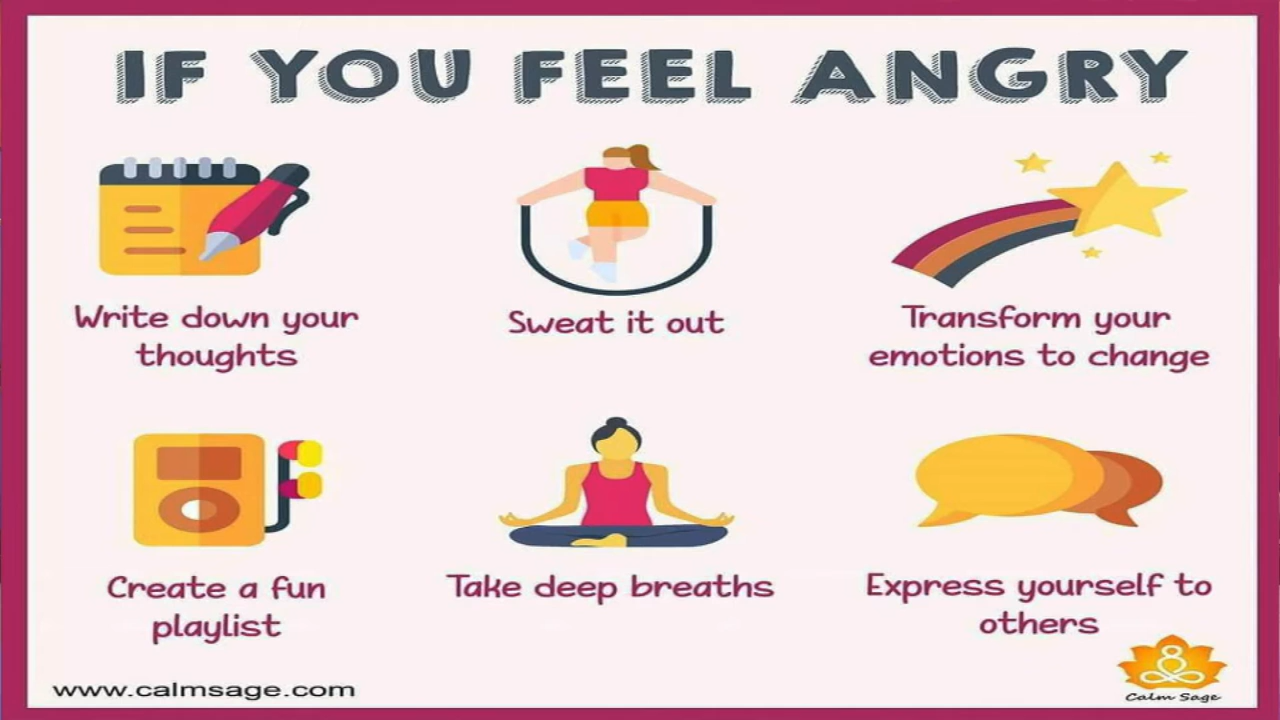 IF YOU FEEL ANGRY
Write down your
thoughts
Sweat it out
Transform your
emotions to change
Create a fun
playlist
Take deep breaths
Express yourself to
others
www.calmsage.com
Calm Sage